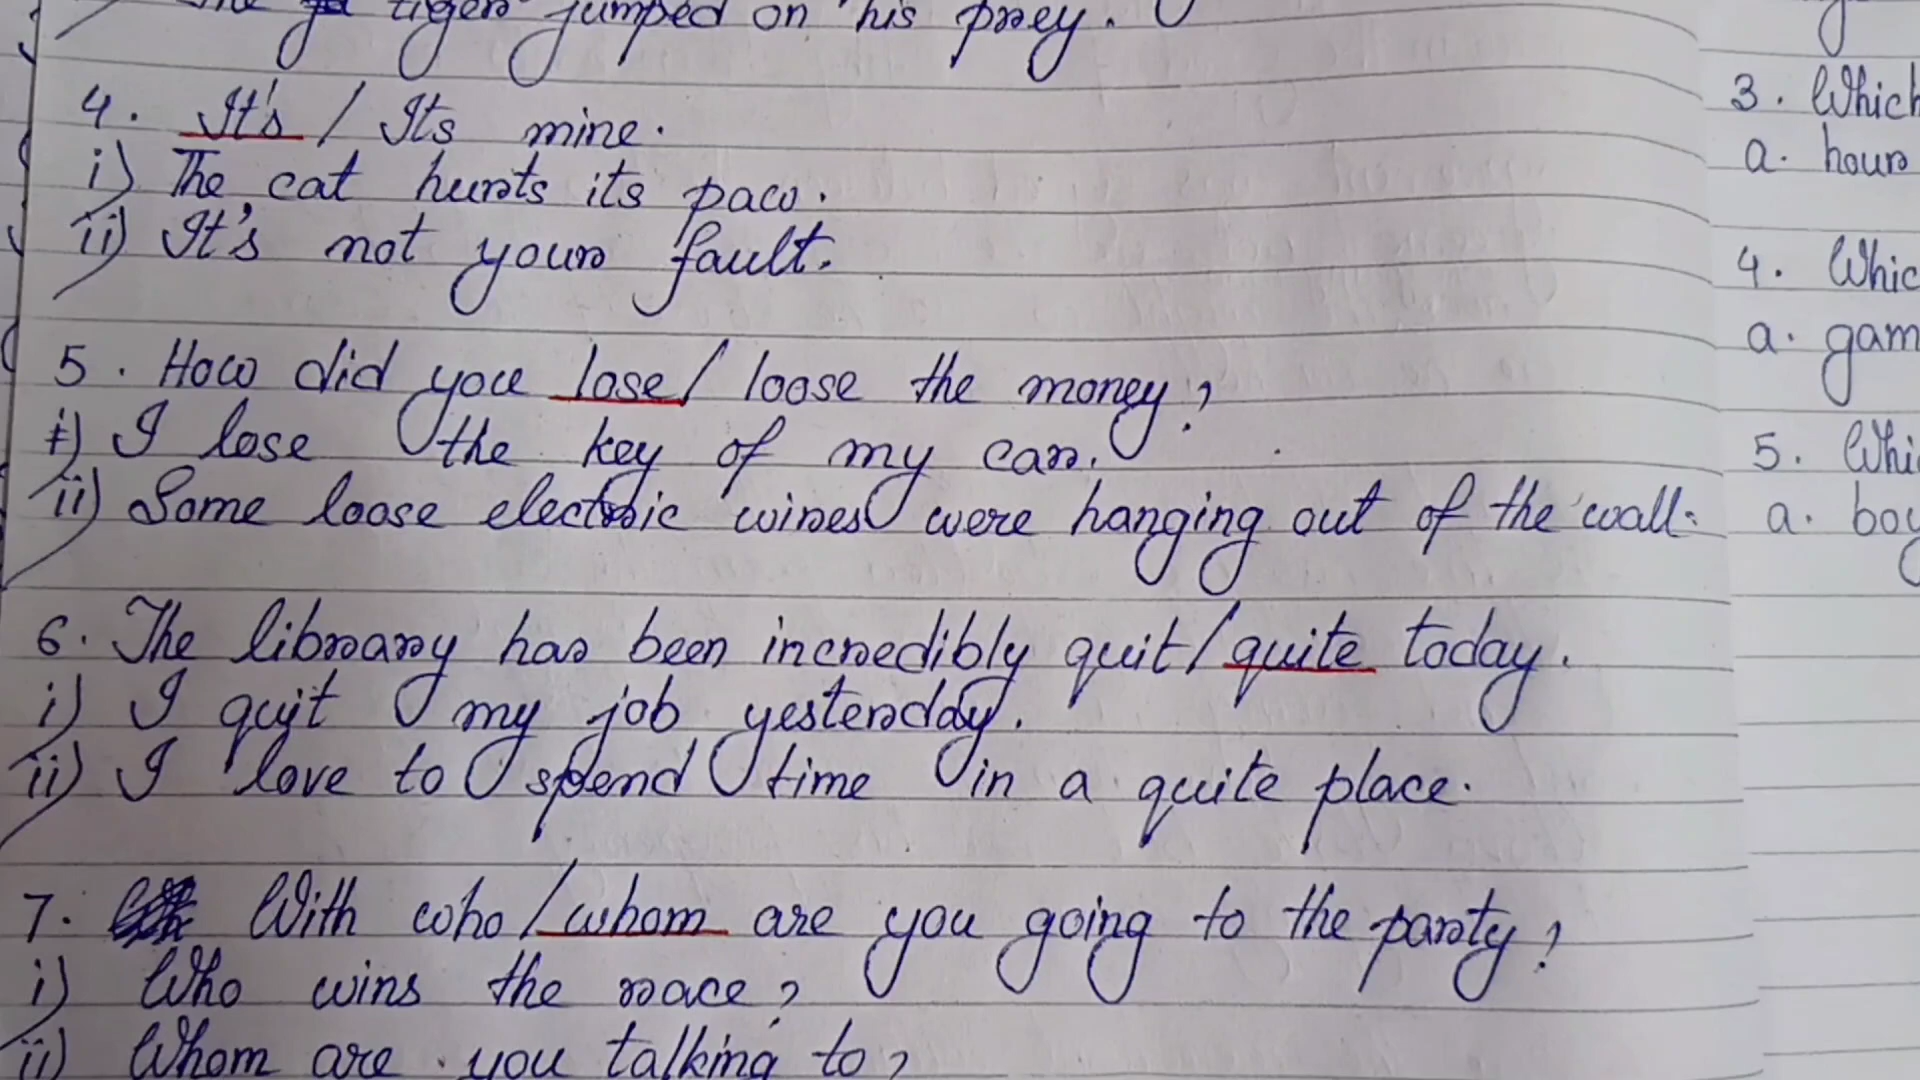 tigers jumped on his prey.
4. It's / Its mine.
i) The cat hurts its paw.
ii) It's not your fault.
5. How did you lose / loose the money?
i) I lose the key of my car.
ii) Some loose electric wires were hanging out of the wall.
6. The library has been incredibly quit / quite today.
i) I quit my job yesterday.
ii) I love to spend time in a quite place.
7. With who / whom are you going to the party?
i) Who wins the race?
ii) Whom are you talking to?
3. Which
a. hour
4. Whic
a. gam
5. Whi
a. boy